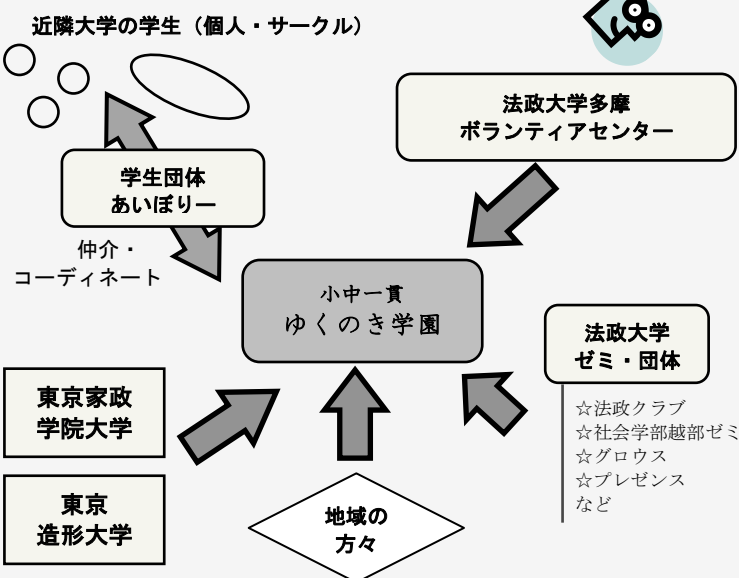 近隣大学の学生（個人・サークル）
法政大学多摩
ボランティアセンター
学生団体
あいぼりー
仲介・
コーディネート
小中一貫
ゆくのき学園
法政大学
ゼミ・団体
☆法政クラブ
☆社会学部越部ゼミ
☆グロウス
☆プレゼンス
など
東京家政
学院大学
東京
造形大学
地域の
方々